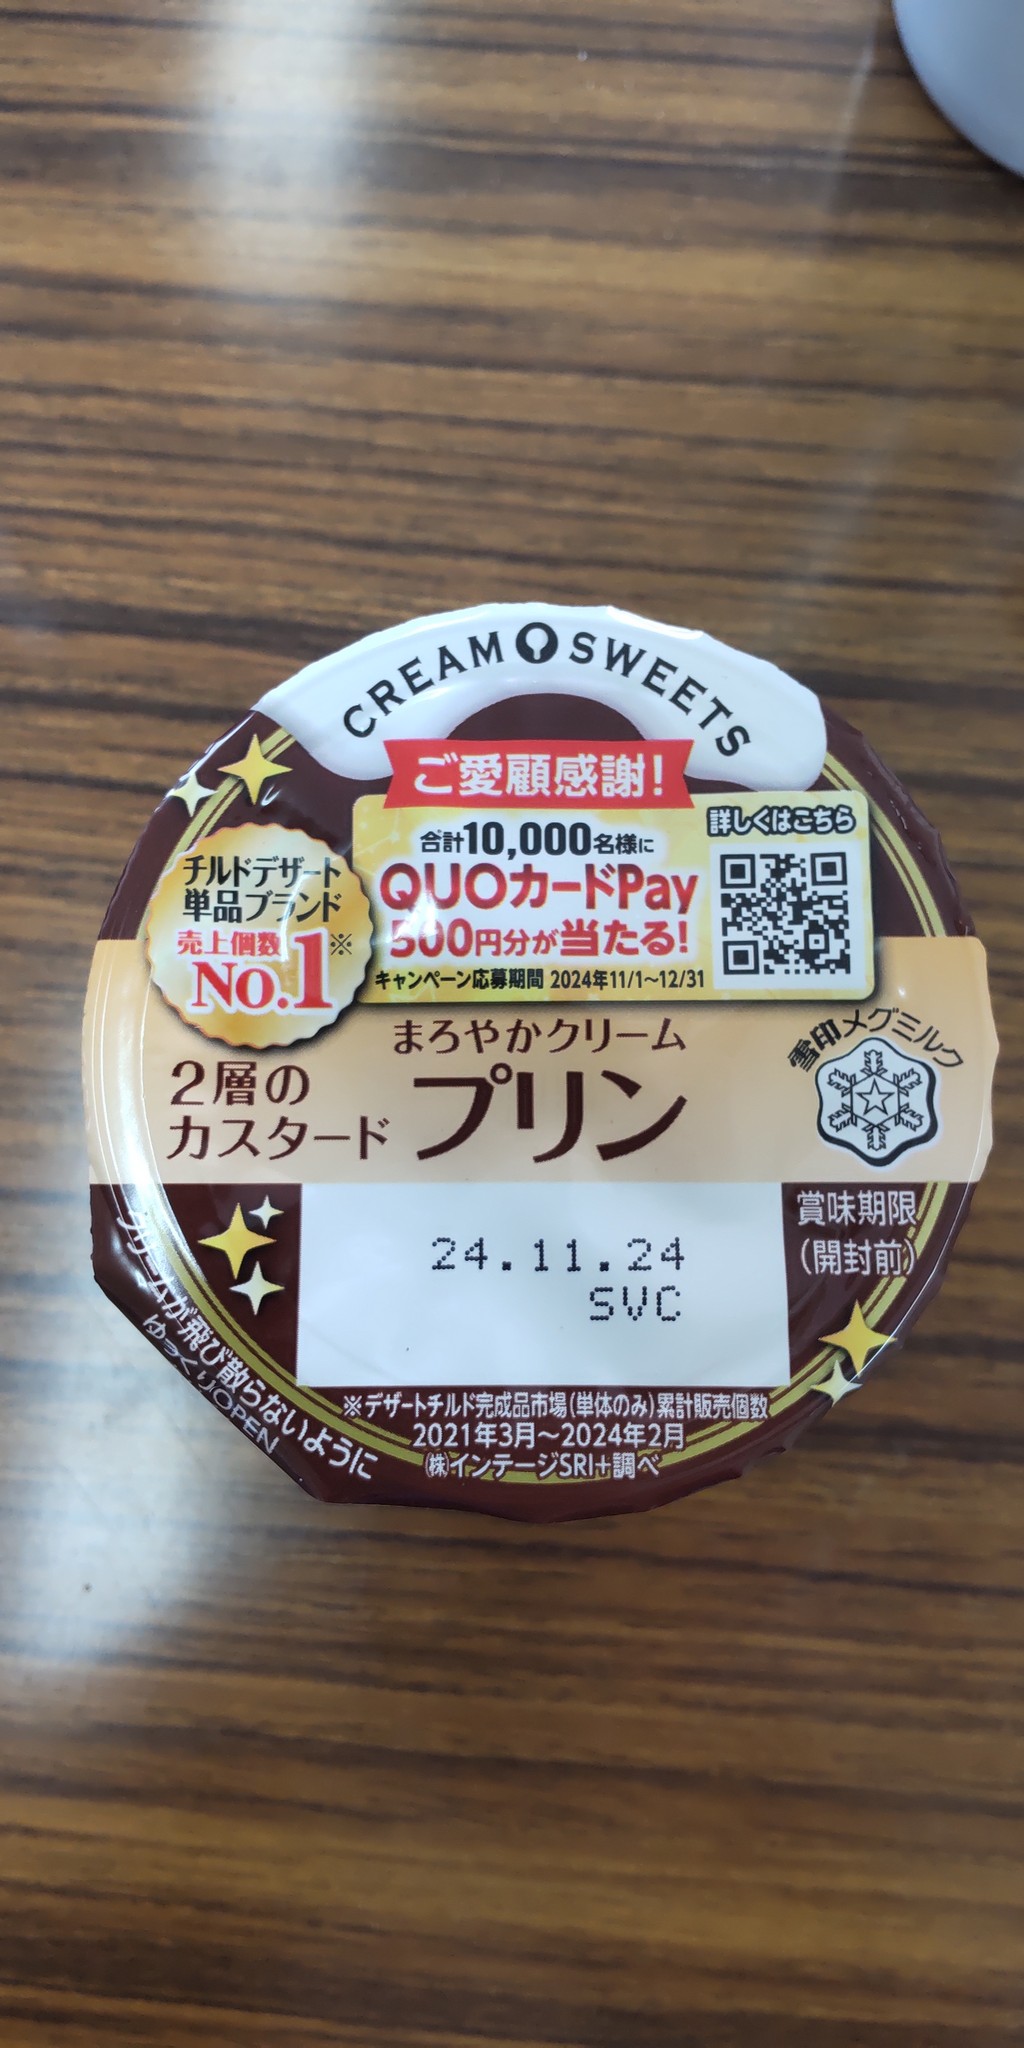 CREAM SWEETS
ご愛顧感謝!
合計10,000名様に
QUOカードPay
500円分が当たる!
キャンペーン応募期間 2024年11/1~12/31
詳しくはこちら
チルドデザート
単品ブランド
売上個数※
No.1
まろやかクリーム
2層の
カスタード
プリン
雪印メグミルク
賞味期限
(開封前)
24.11.24
SVC
※デザートチルド完成品市場(単体のみ)累計販売個数
2021年3月~2024年2月
㈱インテージSRI+調べ
クリームが飛び散らないように
ゆっくりOPEN